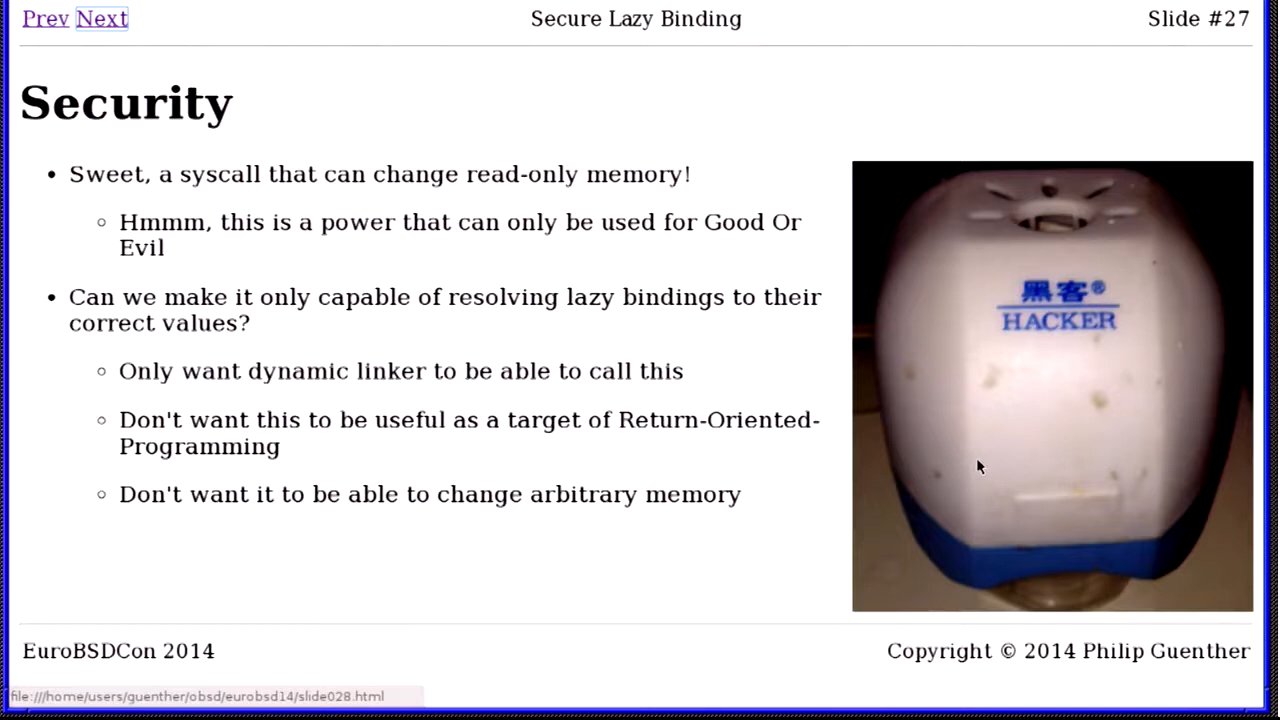 Prev Next
Secure Lazy Binding
Slide #27
Security
• Sweet, a syscall that can change read-only memory!
◦ Hmmm, this is a power that can only be used for Good Or
Evil
• Can we make it only capable of resolving lazy bindings to their
correct values?
◦ Only want dynamic linker to be able to call this
◦ Don't want this to be useful as a target of Return-Oriented-
Programming
◦ Don't want it to be able to change arbitrary memory
黑客®
HACKER
EuroBSDCon 2014
Copyright © 2014 Philip Guenther
file:///home/users/guenther/obsd/eurobsd14/slide028.html